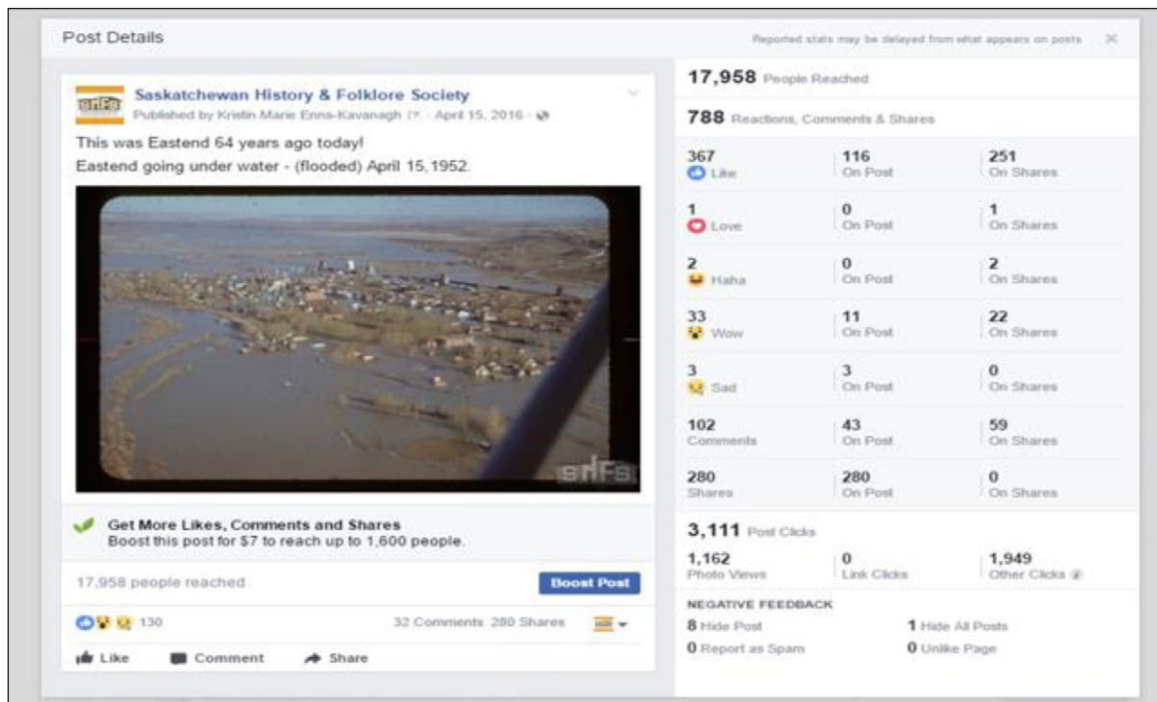 Post Details
Reported stats may be delayed from what appears on posts
SHFS
Saskatchewan History & Folklore Society
Published by Kristin Marie Enns-Kavanagh [?] · April 15, 2016 ·
This was Eastend 64 years ago today!
Eastend going under water - (flooded) April 15, 1952.
SHFS
Get More Likes, Comments and Shares
Boost this post for $7 to reach up to 1,600 people.
17,958 people reached
Boost Post
130
32 Comments 280 Shares
Like Comment Share
17,958 People Reached
788 Reactions, Comments & Shares
367 116 251
Like On Post On Shares
1 0 1
Love On Post On Shares
2 0 2
Haha On Post On Shares
33 11 22
Wow On Post On Shares
3 3 0
Sad On Post On Shares
102 43 59
Comments On Post On Shares
280 280 0
Shares On Post On Shares
3,111 Post Clicks
1,162 0 1,949
Photo Views Link Clicks Other Clicks
NEGATIVE FEEDBACK
8 Hide Post 1 Hide All Posts
0 Report as Spam 0 Unlike Page